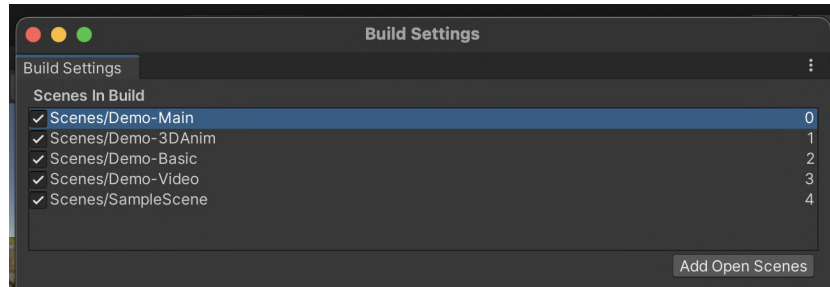 Build Settings
Build Settings
Scenes In Build
Scenes/Demo-Main 0
Scenes/Demo-3DAnim 1
Scenes/Demo-Basic 2
Scenes/Demo-Video 3
Scenes/SampleScene 4
Add Open Scenes